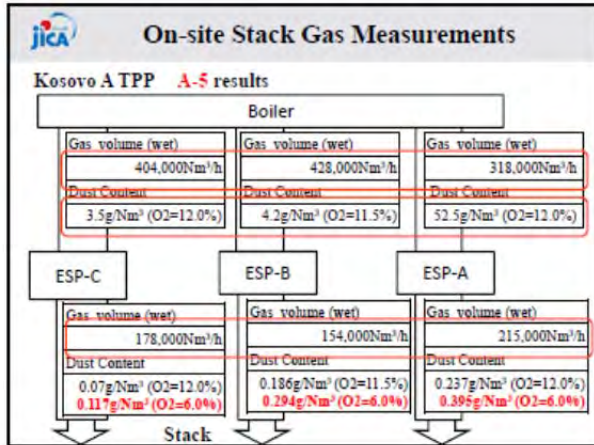 jICA On-site Stack Gas Measurements
Kosovo A TPP A-5 results
Boiler
Gas volume (wet) Gas volume (wet) Gas volume (wet)
404,000Nm³/h 428,000Nm³/h 318,000Nm³/h
Dust Content Dust Content Dust Content
3.5g/Nm³ (O2=12.0%) 4.2g/Nm³ (O2=11.5%) 52.5g/Nm³ (O2=12.0%)
ESP-C ESP-B ESP-A
Gas volume (wet) Gas volume (wet) Gas volume (wet)
178,000Nm³/h 154,000Nm³/h 215,000Nm³/h
Dust Content Dust Content Dust Content
0.07g/Nm³ (O2=12.0%) 0.186g/Nm³ (O2=11.5%) 0.237g/Nm³ (O2=12.0%)
0.117g/Nm³ (O2=6.0%) 0.294g/Nm³ (O2=6.0%) 0.395g/Nm³ (O2=6.0%)
Stack